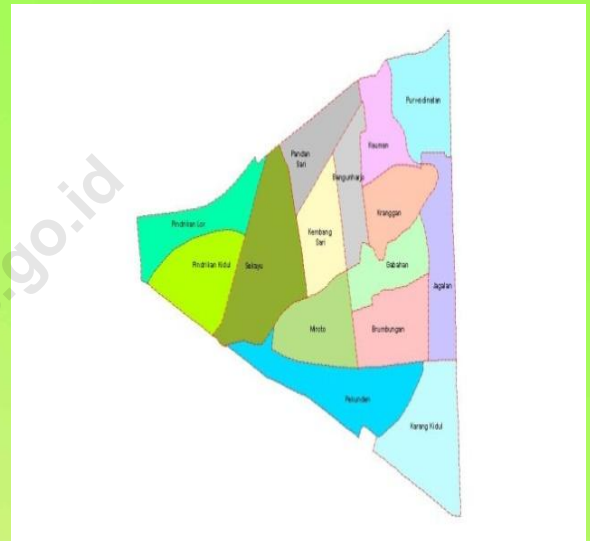 Purwodinatan
Kauman
Pandan
Sari
Bangunharjo
Kranggan
Kembang
Sari
Pindrikan Lor
Pindrikan Kidul
Sekayu
Gabahan
Jagalan
Miroto
Brumbungan
Pekunden
Karang Kidul
.go.id